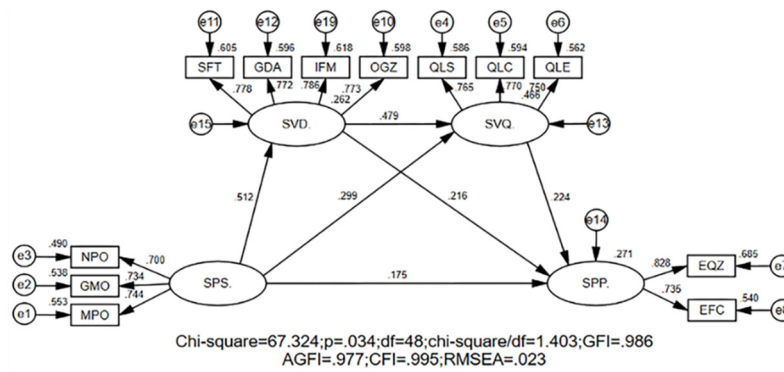 e11 e12 e19 e10 e4 e5 e6
.605 .596 .618 .598 .586 .594 .562
SFT GDA IFM OGZ QLS QLC QLE
.778 .772 .786 .773 .765 .770 .750
.262 .466
e15 SVD. .479 SVQ. e13
.512 .299 .216 .224
e14
.490 .271
e3 NPO .700 .828 EQZ .685
.538
e2 GMO .734 SPS. .175 SPP.
.553 .744 .735 .540
e1 MPO EFC
Chi-square=67.324;p=.034;df=48;chi-square/df=1.403;GFI=.986
AGFI=.977;CFI=.995;RMSEA=.023